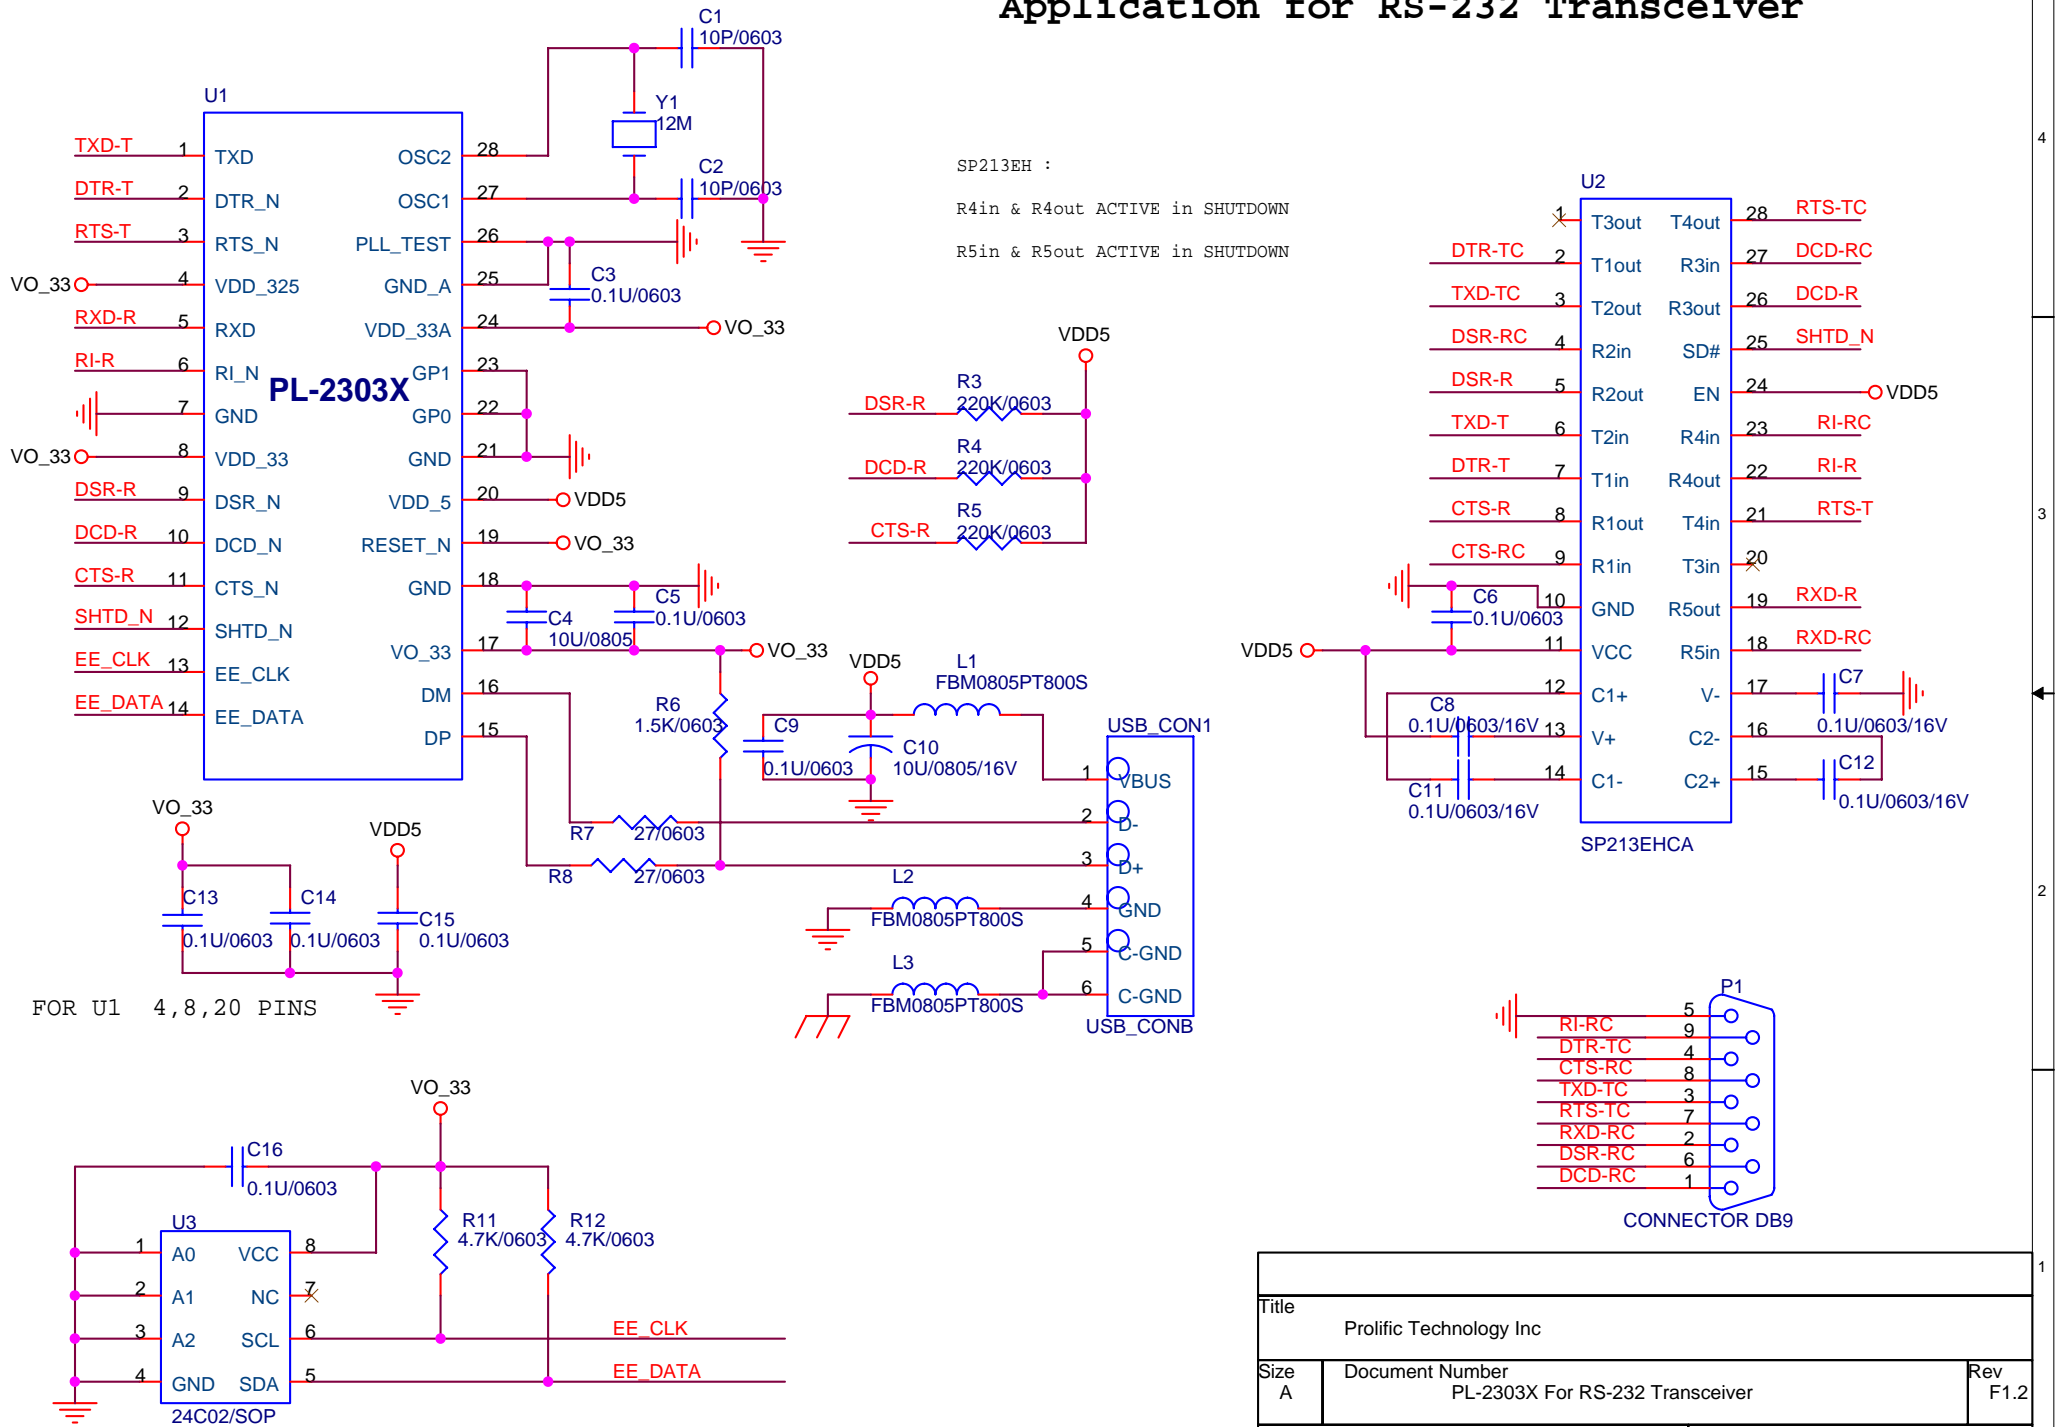 Application for RS-232 Transceiver
C1
10P/0603
Y1
12M
C2
10P/0603
U1
PL-2303X
TXD-T 1 TXD
DTR-T 2 DTR_N
RTS-T 3 RTS_N
VO_33 4 VDD_325
RXD-R 5 RXD
RI-R 6 RI_N
7 GND
VO_33 8 VDD_33
DSR-R 9 DSR_N
DCD-R 10 DCD_N
CTS-R 11 CTS_N
SHTD_N 12 SHTD_N
EE_CLK 13 EE_CLK
EE_DATA 14 EE_DATA
OSC2 28
OSC1 27
PLL_TEST 26
GND_A 25
VDD_33A 24 VO_33
GP1 23
GP0 22
GND 21
VDD_5 20 VDD5
RESET_N 19 VO_33
GND 18
VO_33 17 VO_33
DM 16
DP 15
C3
0.1U/0603
C4
10U/0805
C5
0.1U/0603
R6
1.5K/0603
SP213EH :
R4in & R4out ACTIVE in SHUTDOWN
R5in & R5out ACTIVE in SHUTDOWN
VDD5
R3
DSR-R 220K/0603
R4
DCD-R 220K/0603
R5
CTS-R 220K/0603
VDD5
L1
FBM0805PT800S
C9
0.1U/0603
C10
10U/0805/16V
R7 27/0603
R8 27/0603
L2
FBM0805PT800S
L3
FBM0805PT800S
USB_CON1
1 VBUS
2 D-
3 D+
4 GND
5 C-GND
6 C-GND
USB_CONB
U2
1 T3out T4out 28 RTS-TC
DTR-TC 2 T1out R3in 27 DCD-RC
TXD-TC 3 T2out R3out 26 DCD-R
DSR-RC 4 R2in SD# 25 SHTD_N
DSR-R 5 R2out EN 24 VDD5
TXD-T 6 T2in R4in 23 RI-RC
DTR-T 7 T1in R4out 22 RI-R
CTS-R 8 R1out T4in 21 RTS-T
CTS-RC 9 R1in T3in 20
10 GND R5out 19 RXD-R
VDD5 11 VCC R5in 18 RXD-RC
12 C1+ V- 17
13 V+ C2- 16
14 C1- C2+ 15
SP213EHCA
C6
0.1U/0603
C7
0.1U/0603/16V
C8
0.1U/0603/16V
C11
0.1U/0603/16V
C12
0.1U/0603/16V
VO_33
VDD5
C13
0.1U/0603
C14
0.1U/0603
C15
0.1U/0603
FOR U1 4,8,20 PINS
VO_33
C16
0.1U/0603
R11
4.7K/0603
R12
4.7K/0603
U3
1 A0 VCC 8
2 A1 NC 7
3 A2 SCL 6 EE_CLK
4 GND SDA 5 EE_DATA
24C02/SOP
P1
5
RI-RC 9
DTR-TC 4
CTS-RC 8
TXD-TC 3
RTS-TC 7
RXD-RC 2
DSR-RC 6
DCD-RC 1
CONNECTOR DB9
4
3
2
1
Title
Prolific Technology Inc
Size
A
Document Number
PL-2303X For RS-232 Transceiver
Rev
F1.2